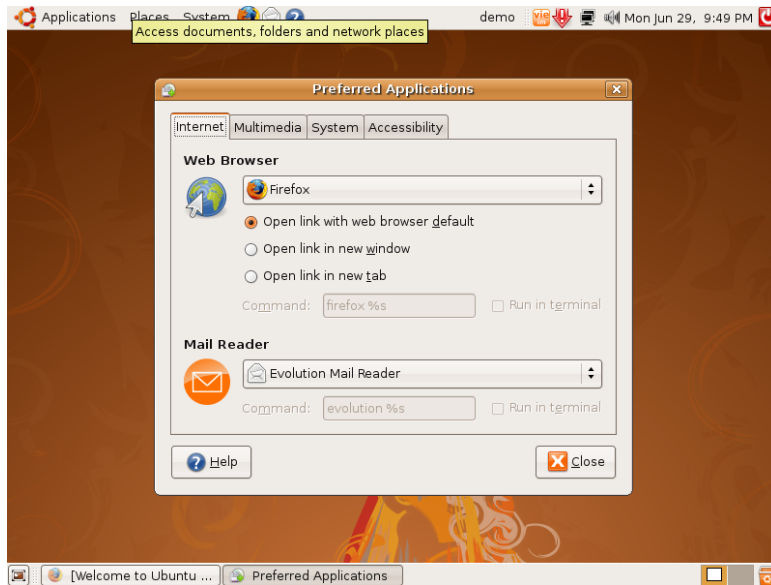 Applications Places System demo vie Mon Jun 29, 9:49 PM
Access documents, folders and network places
Preferred Applications
Internet Multimedia System Accessibility
Web Browser
Firefox
Open link with web browser default
Open link in new window
Open link in new tab
Command: firefox %s Run in terminal
Mail Reader
Evolution Mail Reader
Command: evolution %s Run in terminal
Help Close
[Welcome to Ubuntu ... Preferred Applications